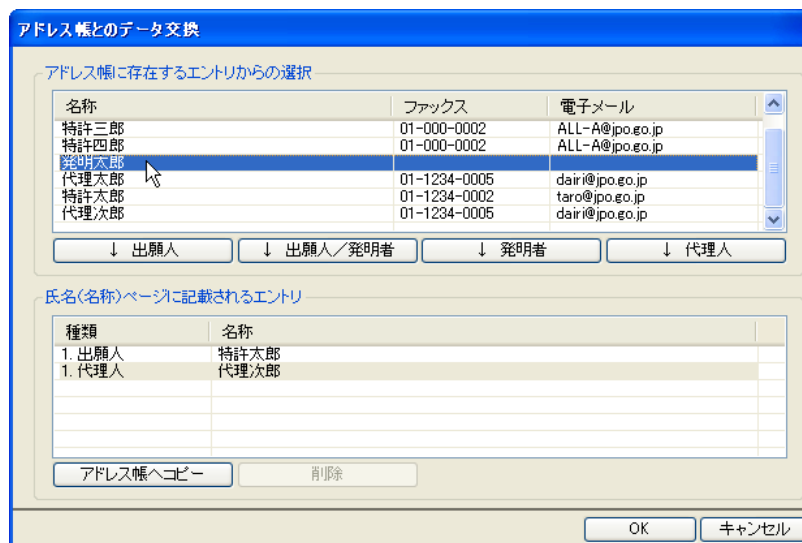 アドレス帳とのデータ交換
アドレス帳に存在するエントリからの選択
名称 ファックス 電子メール
特許三郎 01-000-0002 ALL-A@jpo.go.jp
特許四郎 01-000-0002 ALL-A@jpo.go.jp
発明太郎
代理太郎 01-1234-0005 dairi@jpo.go.jp
特許太郎 01-1234-0002 taro@jpo.go.jp
代理次郎 01-1234-0005 dairi@jpo.go.jp
↓ 出願人 ↓ 出願人／発明者 ↓ 発明者 ↓ 代理人
氏名(名称)ページに記載されるエントリ
種類 名称
1. 出願人 特許太郎
1. 代理人 代理次郎
アドレス帳へコピー 削除
OK キャンセル